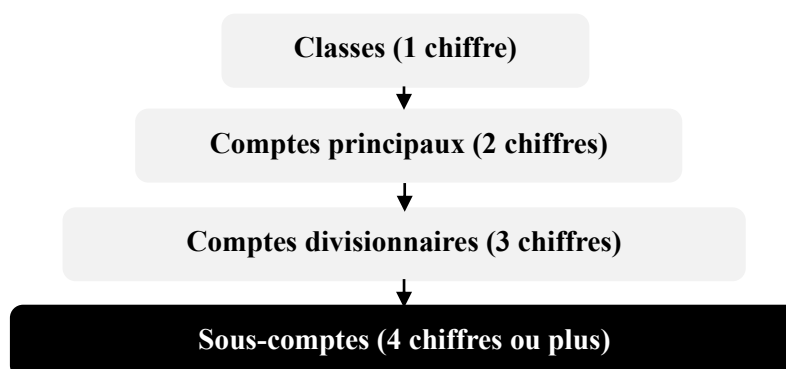 Classes (1 chiffre)
Comptes principaux (2 chiffres)
Comptes divisionnaires (3 chiffres)
Sous-comptes (4 chiffres ou plus)